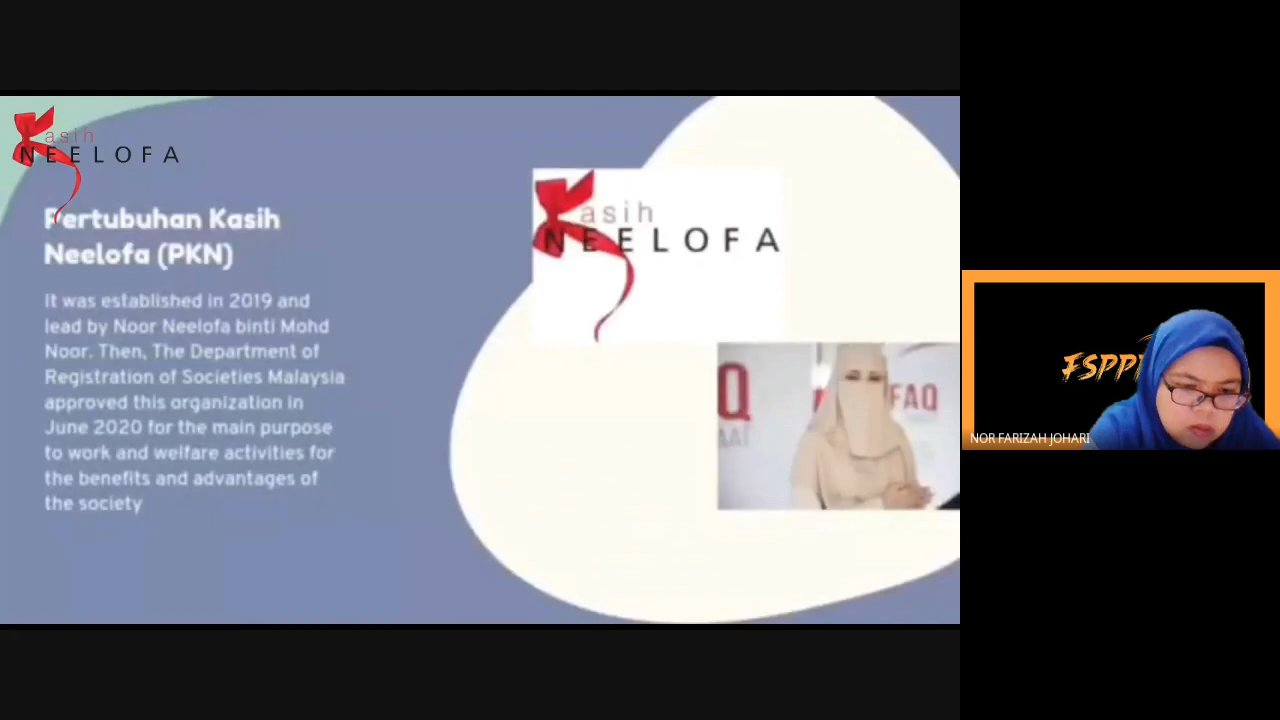 Kasih
NEELOFA
Pertubuhan Kasih
Neelofa (PKN)
It was established in 2019 and
lead by Noor Neelofa binti Mohd
Noor. Then, The Department of
Registration of Societies Malaysia
approved this organization in
June 2020 for the main purpose
to work and welfare activities for
the benefits and advantages of
the society
Kasih
NEELOFA
FAQ
NOR FARIZAH JOHARI